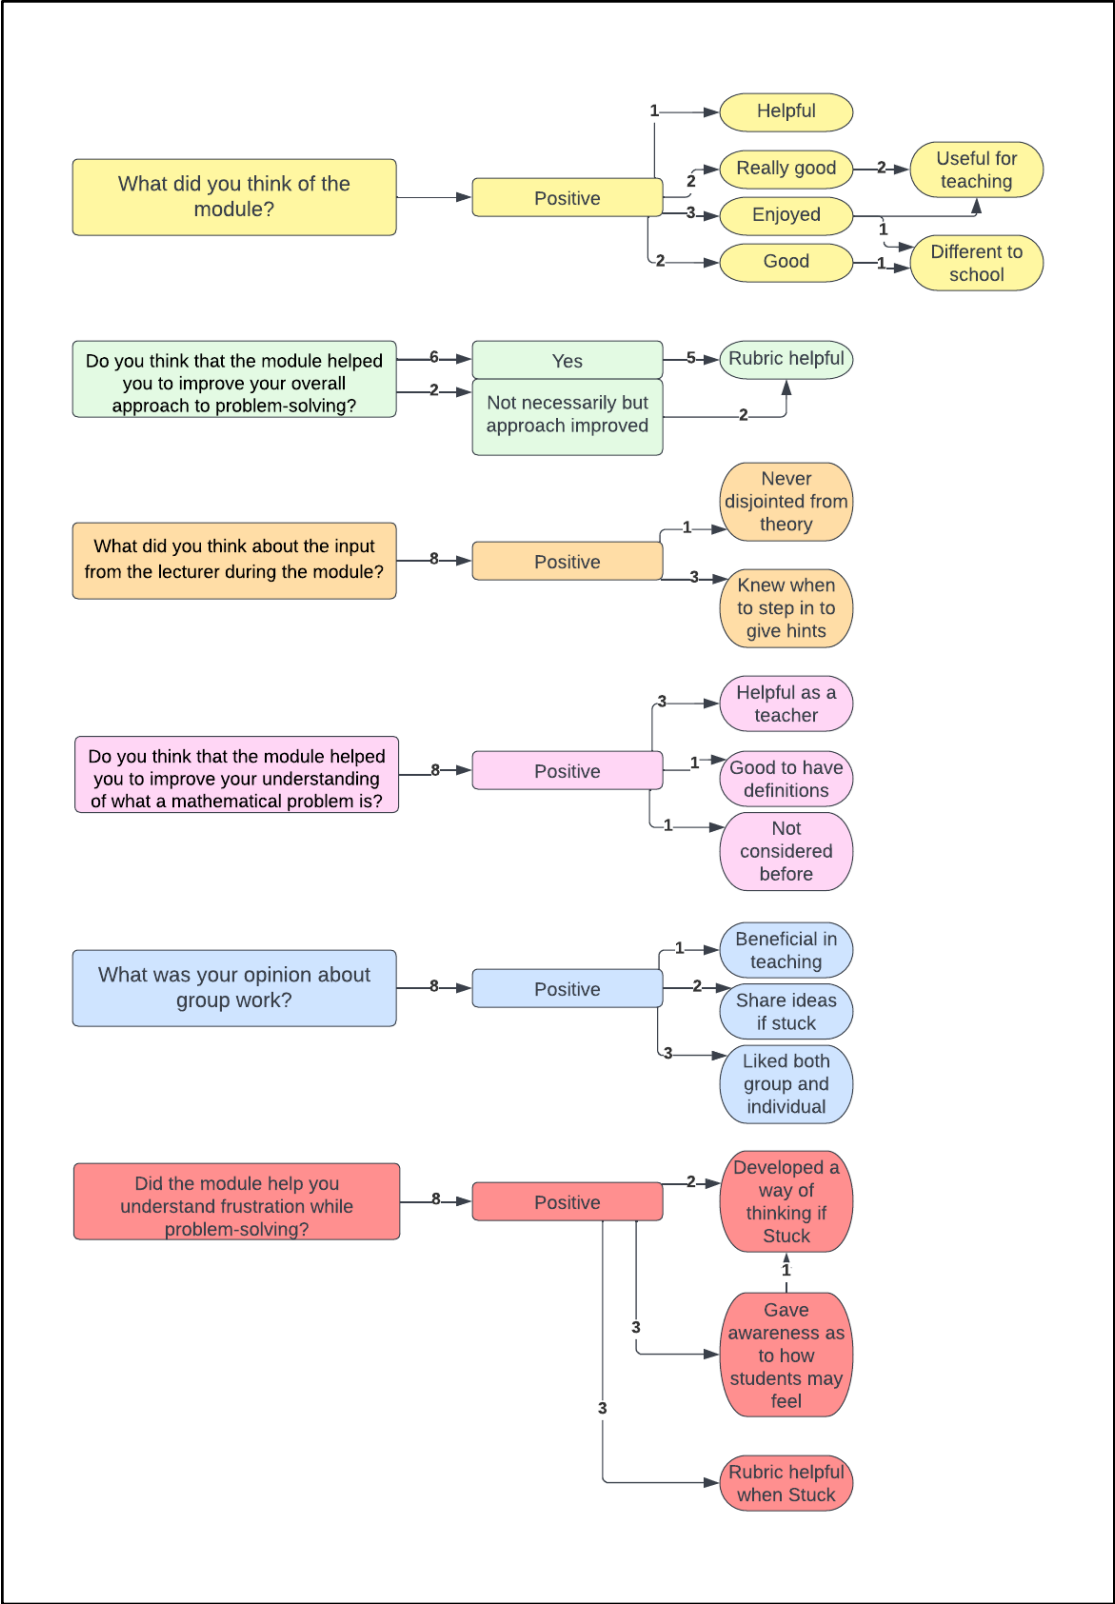 What did you think of the
module?
Positive
1
Helpful
2
Really good
2
Useful for
teaching
3
Enjoyed
1
Different to
school
2
Good
1
Do you think that the module helped
you to improve your overall
approach to problem-solving?
6
Yes
5
Rubric helpful
2
Not necessarily but
approach improved
2
What did you think about the input
from the lecturer during the module?
8
Positive
1
Never
disjointed from
theory
3
Knew when
to step in to
give hints
Do you think that the module helped
you to improve your understanding
of what a mathematical problem is?
8
Positive
3
Helpful as a
teacher
1
Good to have
definitions
1
Not
considered
before
What was your opinion about
group work?
8
Positive
1
Beneficial in
teaching
2
Share ideas
if stuck
3
Liked both
group and
individual
Did the module help you
understand frustration while
problem-solving?
8
Positive
2
Developed a
way of
thinking if
Stuck
1
3
Gave
awareness as
to how
students may
feel
3
Rubric helpful
when Stuck